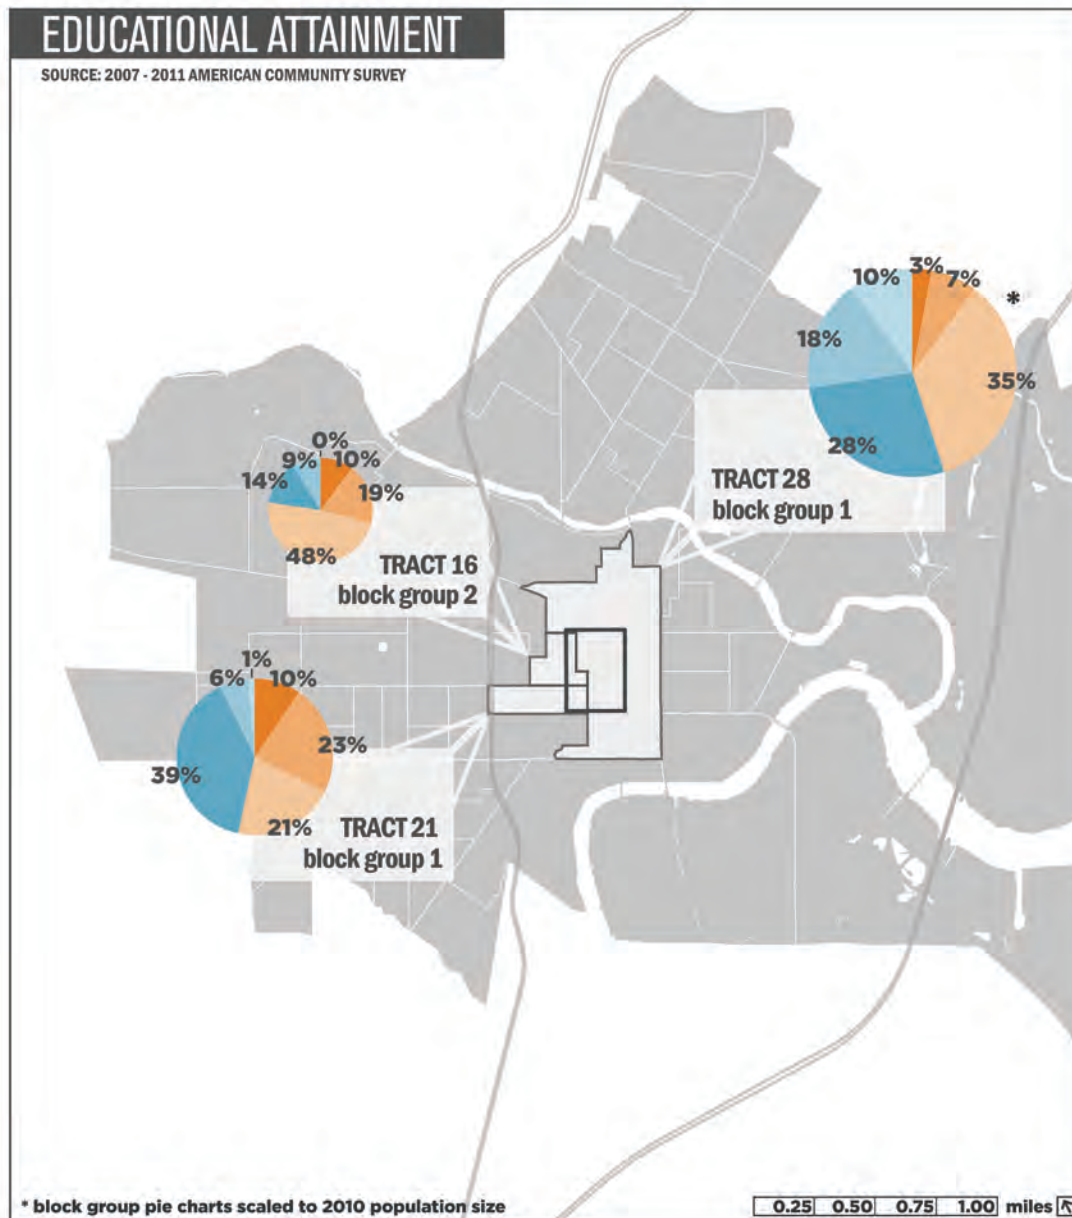 EDUCATIONAL ATTAINMENT
SOURCE: 2007 - 2011 AMERICAN COMMUNITY SURVEY
3%
10%
7%
*
18%
35%
28%
TRACT 28
block group 1
0%
9%
10%
14%
19%
48%
TRACT 16
block group 2
1%
6%
10%
23%
39%
21%
TRACT 21
block group 1
* block group pie charts scaled to 2010 population size
0.25 0.50 0.75 1.00 miles